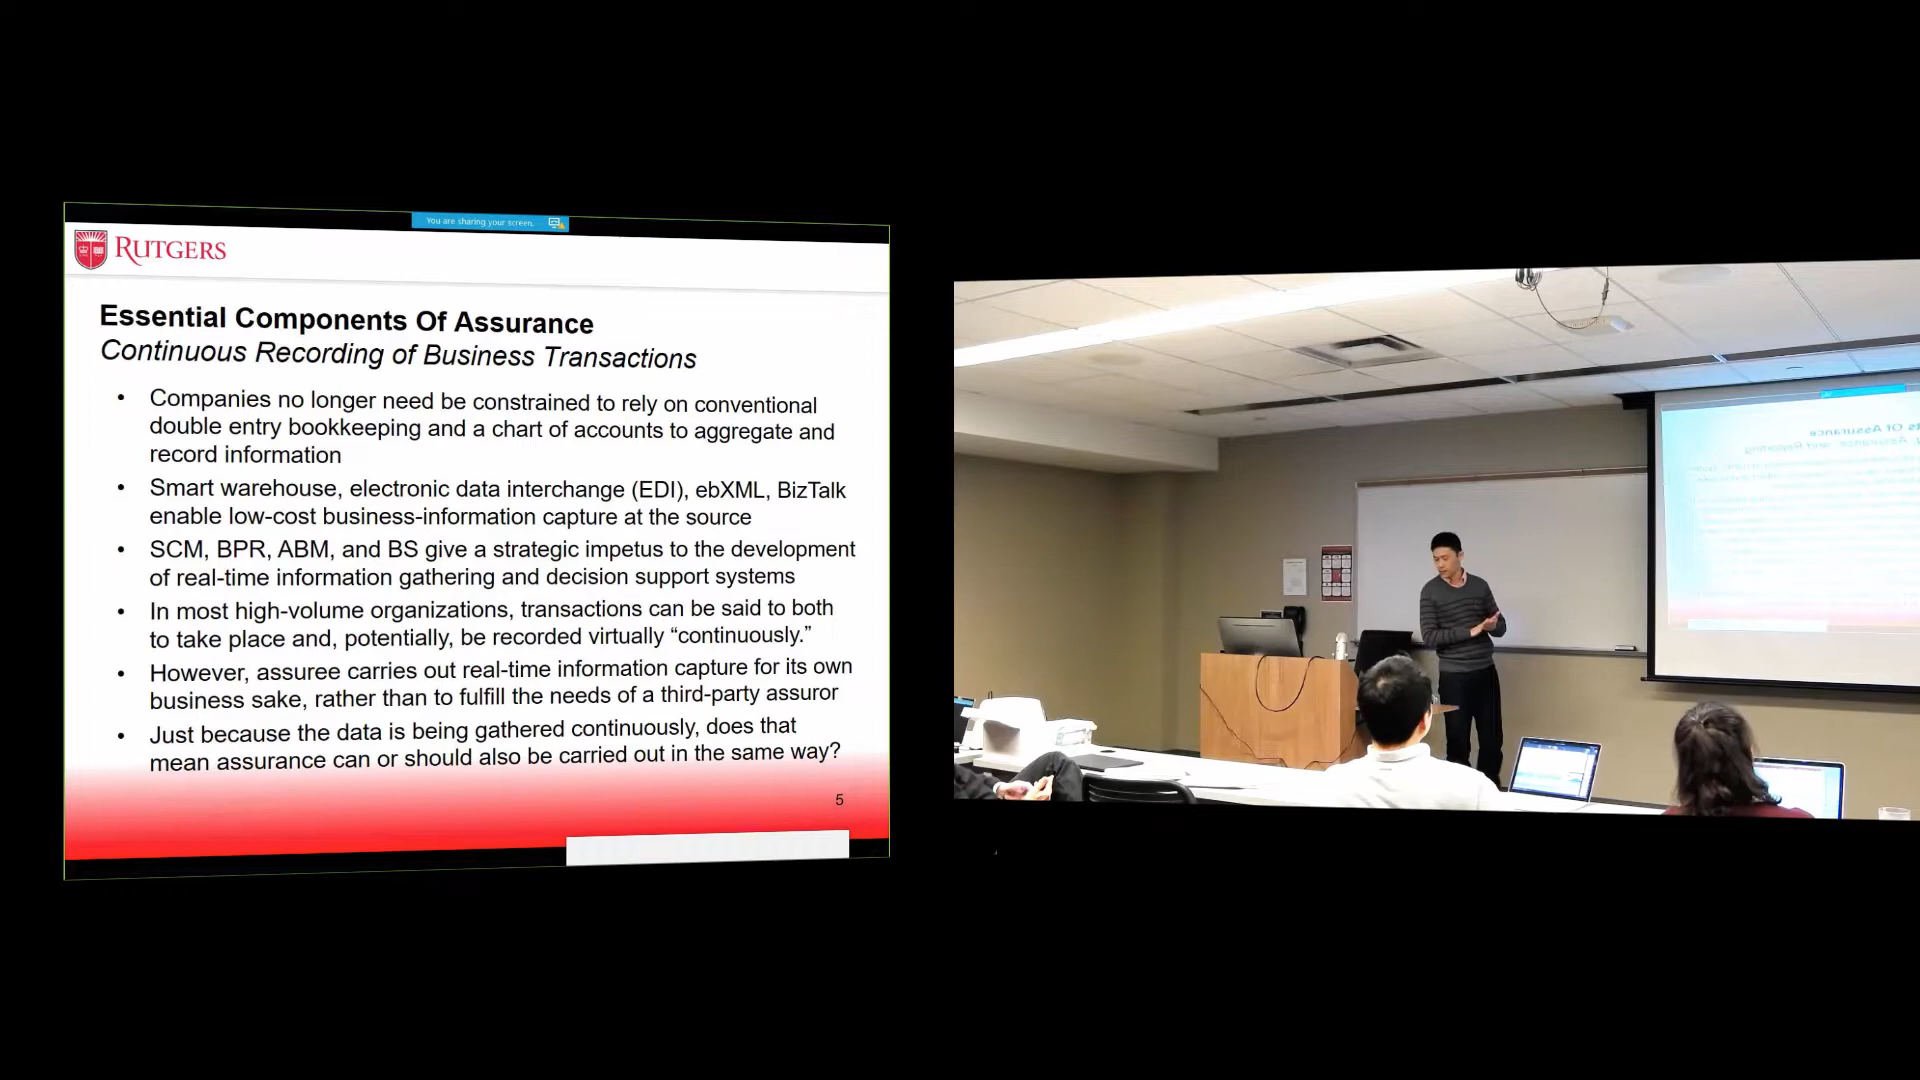 You are sharing your screen.
RUTGERS
Essential Components Of Assurance
Continuous Recording of Business Transactions
• Companies no longer need be constrained to rely on conventional
double entry bookkeeping and a chart of accounts to aggregate and
record information
• Smart warehouse, electronic data interchange (EDI), ebXML, BizTalk
enable low-cost business-information capture at the source
• SCM, BPR, ABM, and BS give a strategic impetus to the development
of real-time information gathering and decision support systems
• In most high-volume organizations, transactions can be said to both
to take place and, potentially, be recorded virtually “continuously.”
• However, assuree carries out real-time information capture for its own
business sake, rather than to fulfill the needs of a third-party assuror
• Just because the data is being gathered continuously, does that
mean assurance can or should also be carried out in the same way?
5
Of Assurance
Assurance, and Reporting